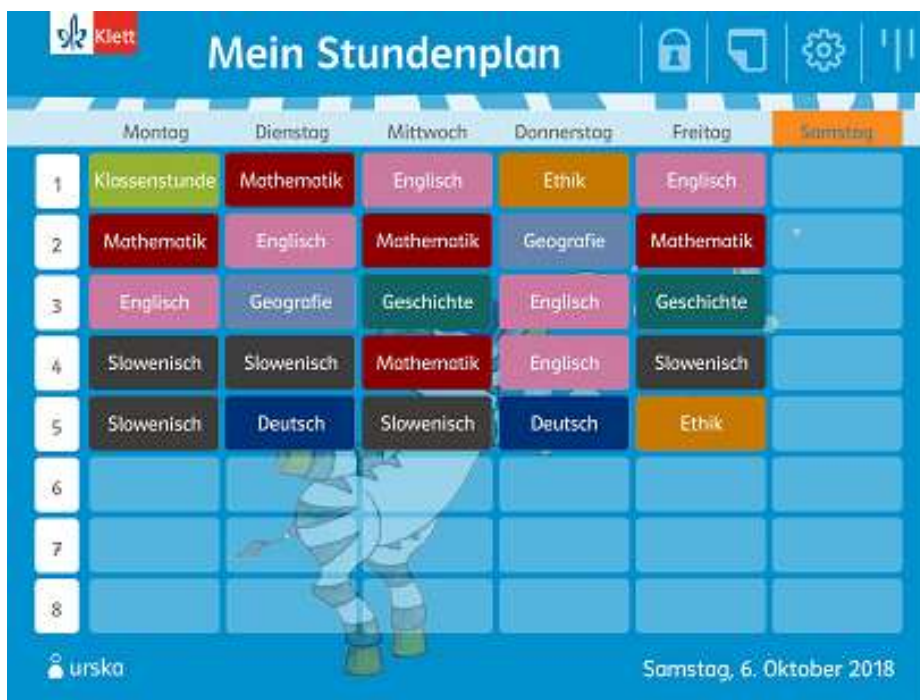 Klett
Mein Stundenplan
Montag Dienstag Mittwoch Donnerstag Freitag Samstag
1 Klassenstunde Mathematik Englisch Ethik Englisch
2 Mathematik Englisch Mathematik Geografie Mathematik
3 Englisch Geografie Geschichte Englisch Geschichte
4 Slowenisch Slowenisch Mathematik Englisch Slowenisch
5 Slowenisch Deutsch Slowenisch Deutsch Ethik
6
7
8
urska Samstag, 6. Oktober 2018